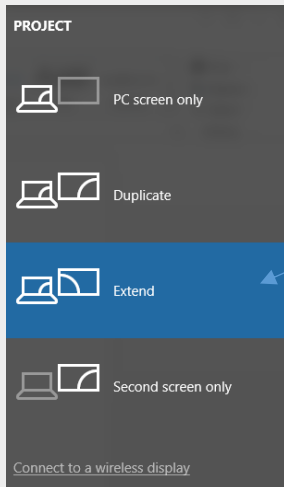 PROJECT
PC screen only
Duplicate
Extend
Second screen only
Connect to a wireless display